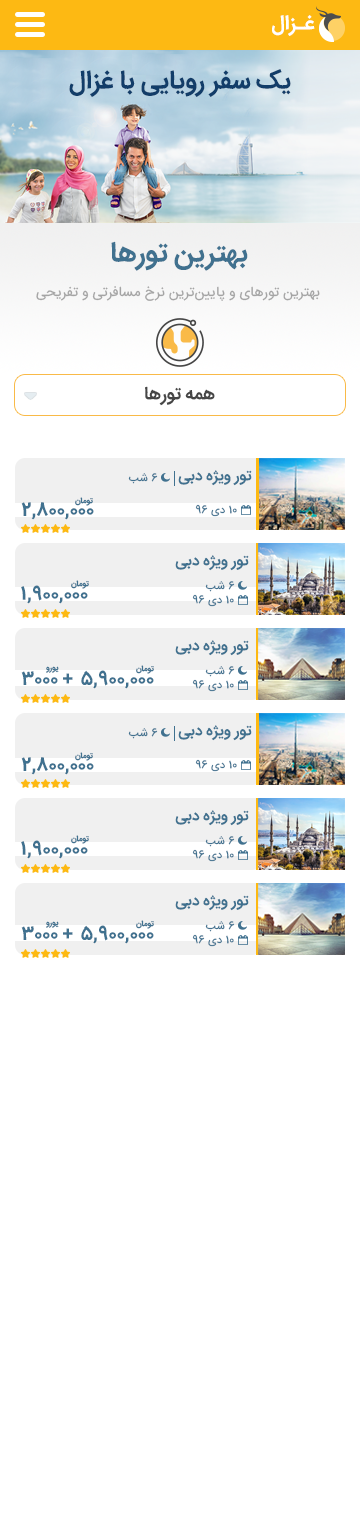 غـزال
یک سفر رویایی با غزال
بهترین تورها
بهترین تورهای و پایین‌ترین نرخ مسافرتی و تفریحی
همه تورها
تور ویژه دبی | ۶ شب
۱۰ دی ۹۶
تومان
۲,۸۰۰,۰۰۰
تور ویژه دبی
۶ شب
۱۰ دی ۹۶
تومان
۱,۹۰۰,۰۰۰
تور ویژه دبی
۶ شب
۱۰ دی ۹۶
تومان یورو
۵,۹۰۰,۰۰۰ + ۳۰۰۰
تور ویژه دبی | ۶ شب
۱۰ دی ۹۶
تومان
۲,۸۰۰,۰۰۰
تور ویژه دبی
۶ شب
۱۰ دی ۹۶
تومان
۱,۹۰۰,۰۰۰
تور ویژه دبی
۶ شب
۱۰ دی ۹۶
تومان یورو
۵,۹۰۰,۰۰۰ + ۳۰۰۰